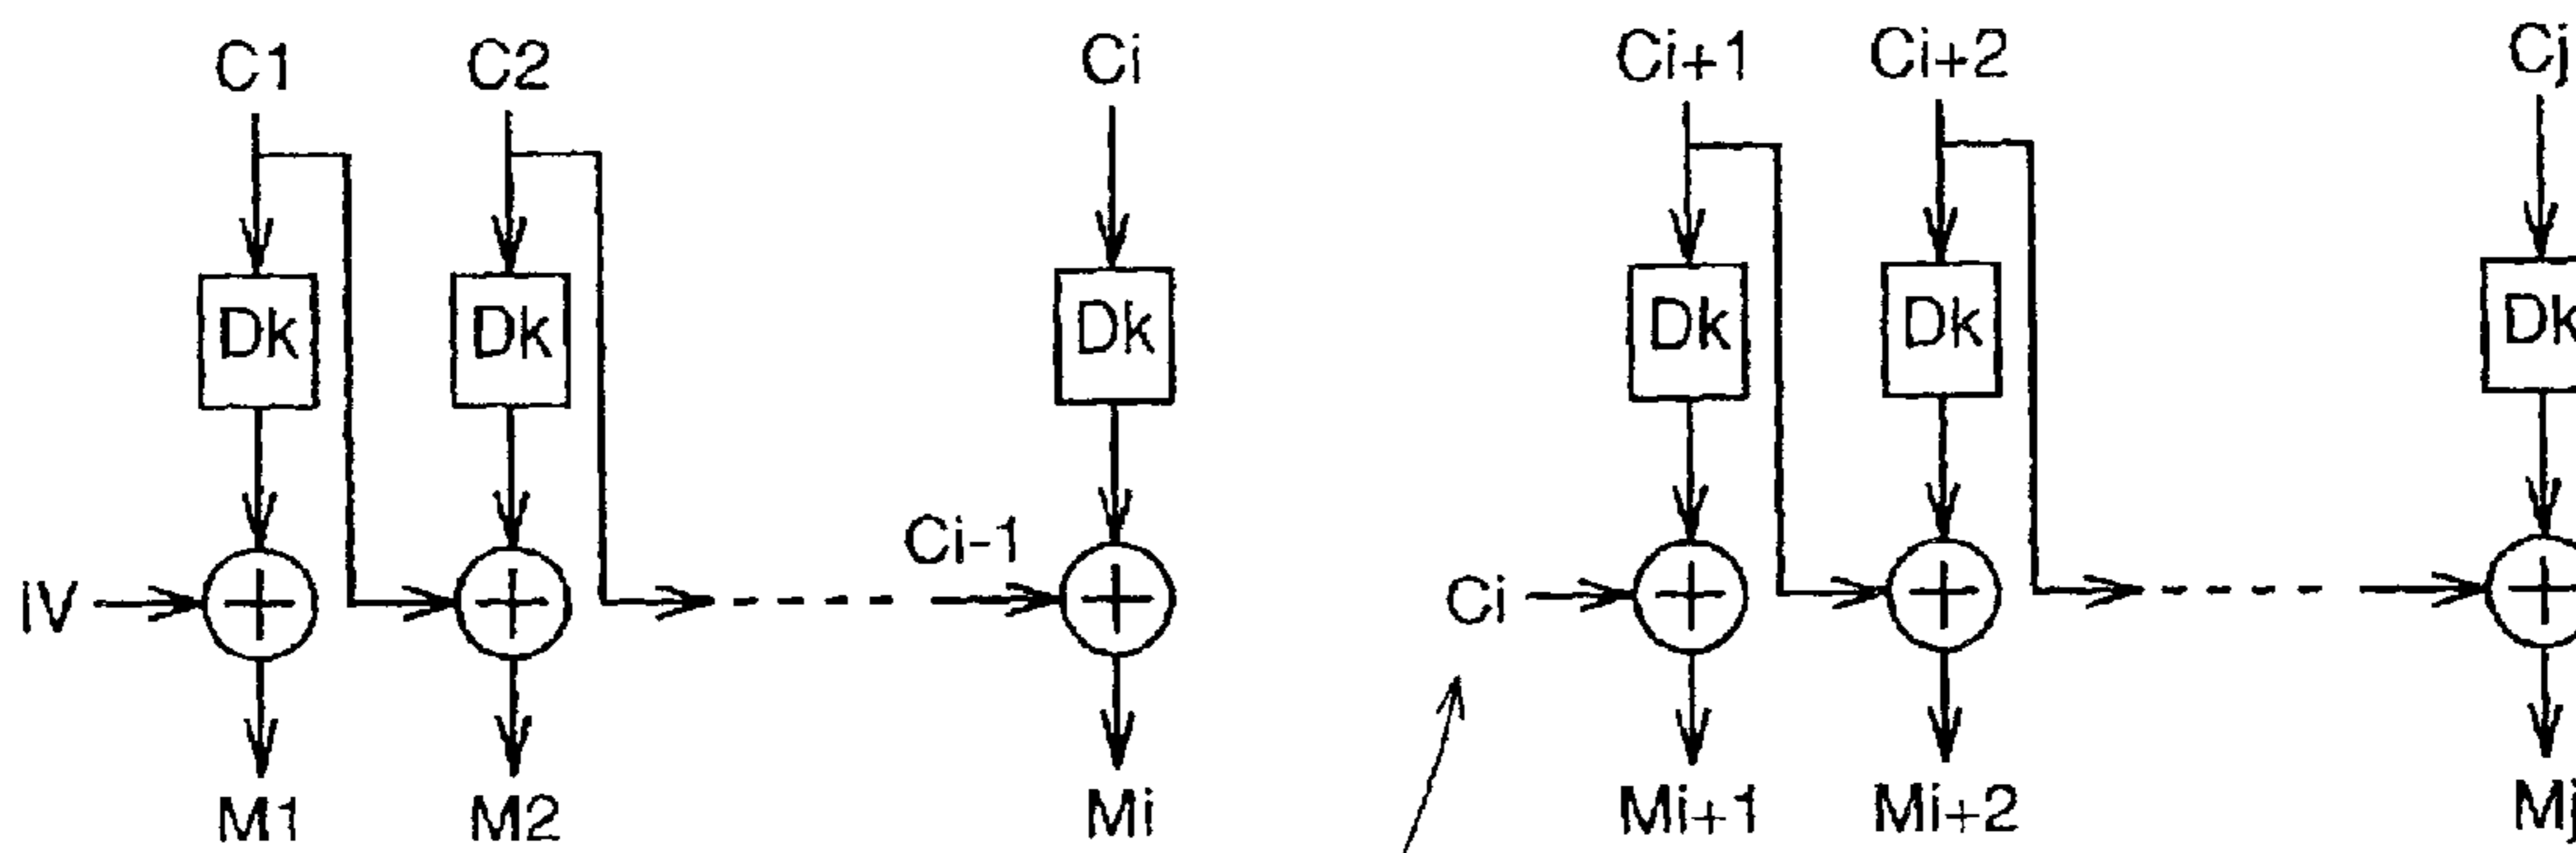 C1 C2 Ci Ci+1 Ci+2 Cj
Dk Dk Dk Dk Dk Dk
Ci-1
IV Ci
M1 M2 Mi Mi+1 Mi+2 Mj